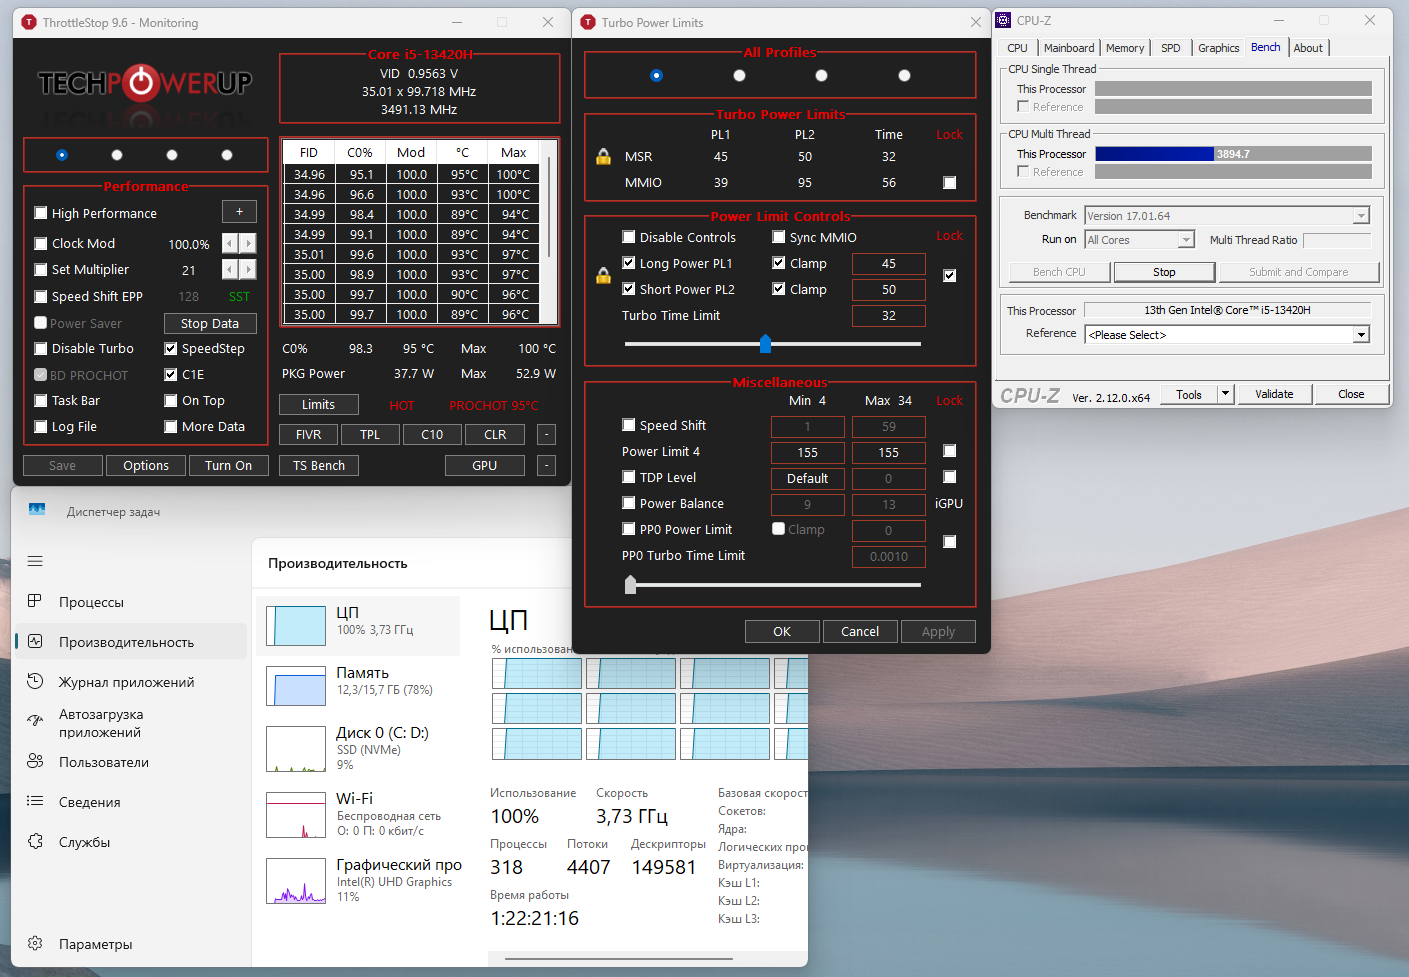 ThrottleStop 9.6 - Monitoring
TECHPOWERUP
Core i5-13420H
VID 0.9563 V
35.01 x 99.718 MHz
3491.13 MHz
FID C0% Mod °C Max
34.96 95.1 100.0 95°C 100°C
34.96 96.6 100.0 93°C 100°C
34.99 98.4 100.0 89°C 94°C
34.99 99.1 100.0 89°C 94°C
35.01 99.6 100.0 93°C 97°C
35.00 98.9 100.0 93°C 97°C
35.00 99.7 100.0 90°C 96°C
35.00 99.7 100.0 89°C 96°C
Performance
High Performance +
Clock Mod 100.0%
Set Multiplier 21
Speed Shift EPP 128 SST
Power Saver Stop Data
Disable Turbo SpeedStep
BD PROCHOT C1E
Task Bar On Top
Log File More Data
C0% 98.3 95 °C Max 100 °C
PKG Power 37.7 W Max 52.9 W
Limits HOT PROCHOT 95°C
FIVR TPL C10 CLR -
Save Options Turn On TS Bench GPU -
Turbo Power Limits
All Profiles
Turbo Power Limits
PL1 PL2 Time Lock
MSR 45 50 32
MMIO 39 95 56
Power Limit Controls
Disable Controls Sync MMIO Lock
Long Power PL1 Clamp 45
Short Power PL2 Clamp 50
Turbo Time Limit 32
Miscellaneous
Min 4 Max 34 Lock
Speed Shift 1 59
Power Limit 4 155 155
TDP Level Default 0
Power Balance 9 13 iGPU
PP0 Power Limit Clamp 0
PP0 Turbo Time Limit 0.0010
OK Cancel Apply
CPU-Z
CPU Mainboard Memory SPD Graphics Bench About
CPU Single Thread
This Processor
Reference
CPU Multi Thread
This Processor 3894.7
Reference
Benchmark Version 17.01.64
Run on All Cores Multi Thread Ratio
Bench CPU Stop Submit and Compare
This Processor 13th Gen Intel® Core™ i5-13420H
Reference <Please Select>
CPU-Z Ver. 2.12.0.x64 Tools Validate Close
Диспетчер задач
Процессы
Производительность
Журнал приложений
Автозагрузка
приложений
Пользователи
Сведения
Службы
Параметры
Производительность
ЦП
100% 3,73 ГГц
Память
12,3/15,7 ГБ (78%)
Диск 0 (C: D:)
SSD (NVMe)
9%
Wi-Fi
Беспроводная сеть
О: 0 П: 0 кбит/с
Графический про
Intel(R) UHD Graphics
11%
ЦП
% использован
Использование Скорость
100% 3,73 ГГц
Процессы Потоки Дескрипторы
318 4407 149581
Время работы
1:22:21:16
Базовая скорост
Сокетов:
Ядра:
Логических про
Виртуализация:
Кэш L1:
Кэш L2:
Кэш L3: